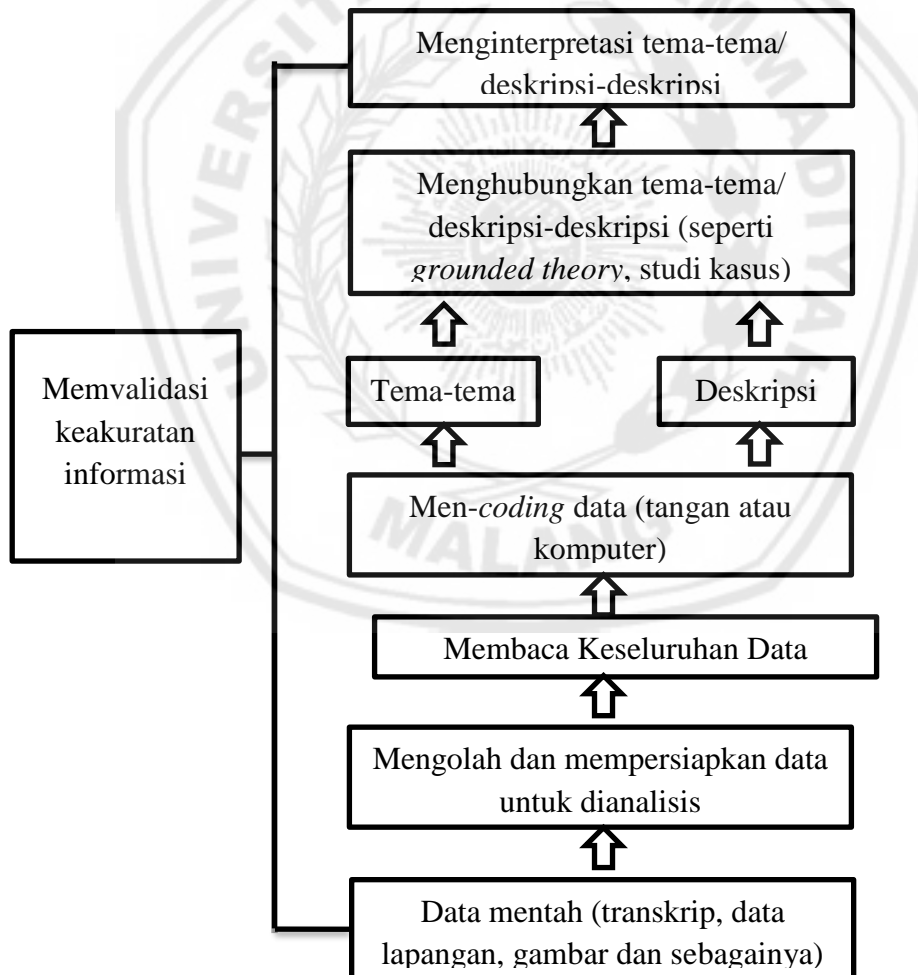 Menginterpretasi tema-tema/
deskripsi-deskripsi
Menghubungkan tema-tema/
deskripsi-deskripsi (seperti
grounded theory, studi kasus)
Memvalidasi
keakuratan
informasi
Tema-tema
Deskripsi
Men-coding data (tangan atau
komputer)
Membaca Keseluruhan Data
Mengolah dan mempersiapkan data
untuk dianalisis
Data mentah (transkrip, data
lapangan, gambar dan sebagainya)
MALANG